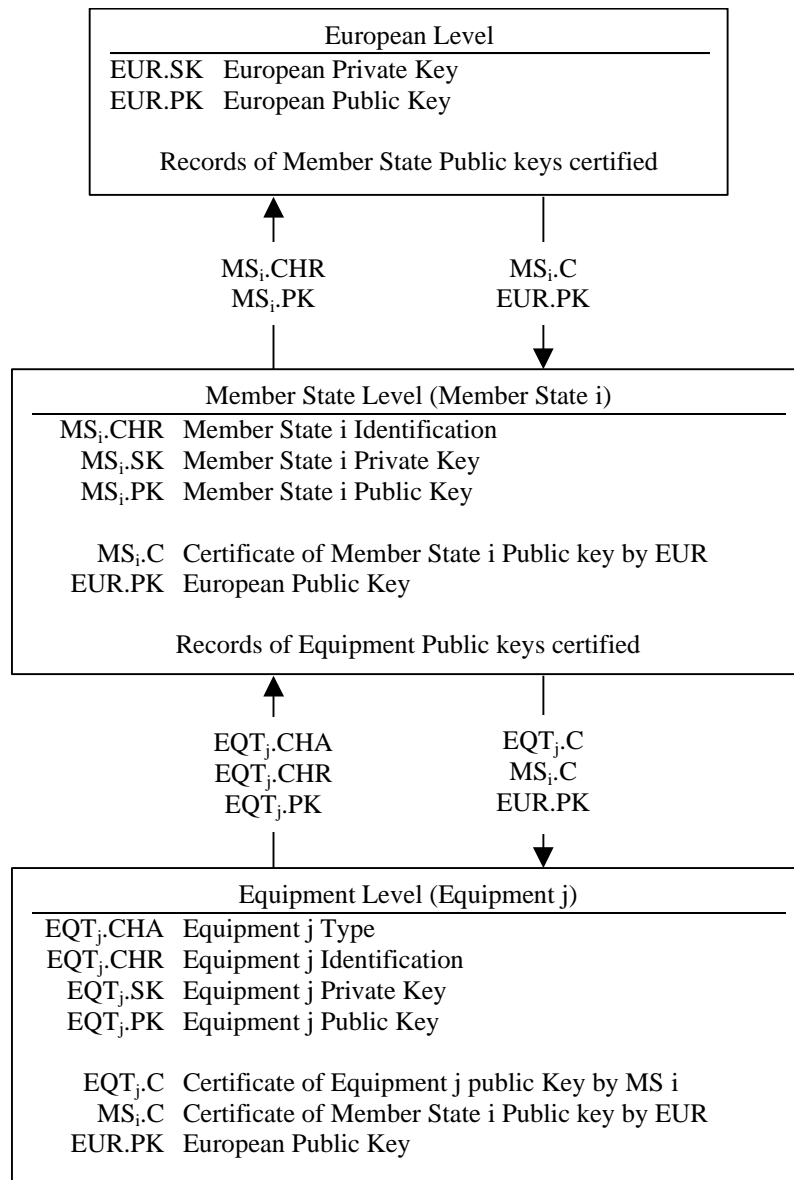 European Level
EUR.SK European Private Key
EUR.PK European Public Key
Records of Member State Public keys certified
MSi.CHR
MSi.PK
MSi.C
EUR.PK
Member State Level (Member State i)
MSi.CHR Member State i Identification
MSi.SK Member State i Private Key
MSi.PK Member State i Public Key
MSi.C Certificate of Member State i Public key by EUR
EUR.PK European Public Key
Records of Equipment Public keys certified
EQTj.CHA
EQTj.CHR
EQTj.PK
EQTj.C
MSi.C
EUR.PK
Equipment Level (Equipment j)
EQTj.CHA Equipment j Type
EQTj.CHR Equipment j Identification
EQTj.SK Equipment j Private Key
EQTj.PK Equipment j Public Key
EQTj.C Certificate of Equipment j public Key by MS i
MSi.C Certificate of Member State i Public key by EUR
EUR.PK European Public Key